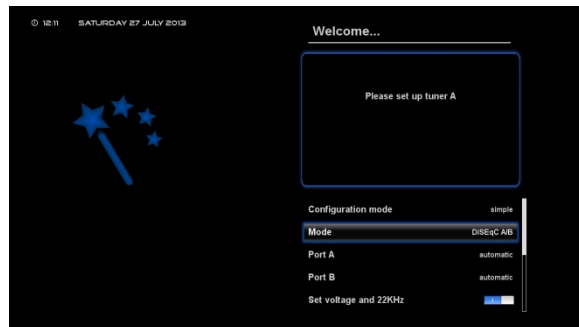 12:11 SATURDAY 27 JULY 2013
Welcome...
Please set up tuner A
Configuration mode simple
Mode DiSEqC A/B
Port A automatic
Port B automatic
Set voltage and 22KHz